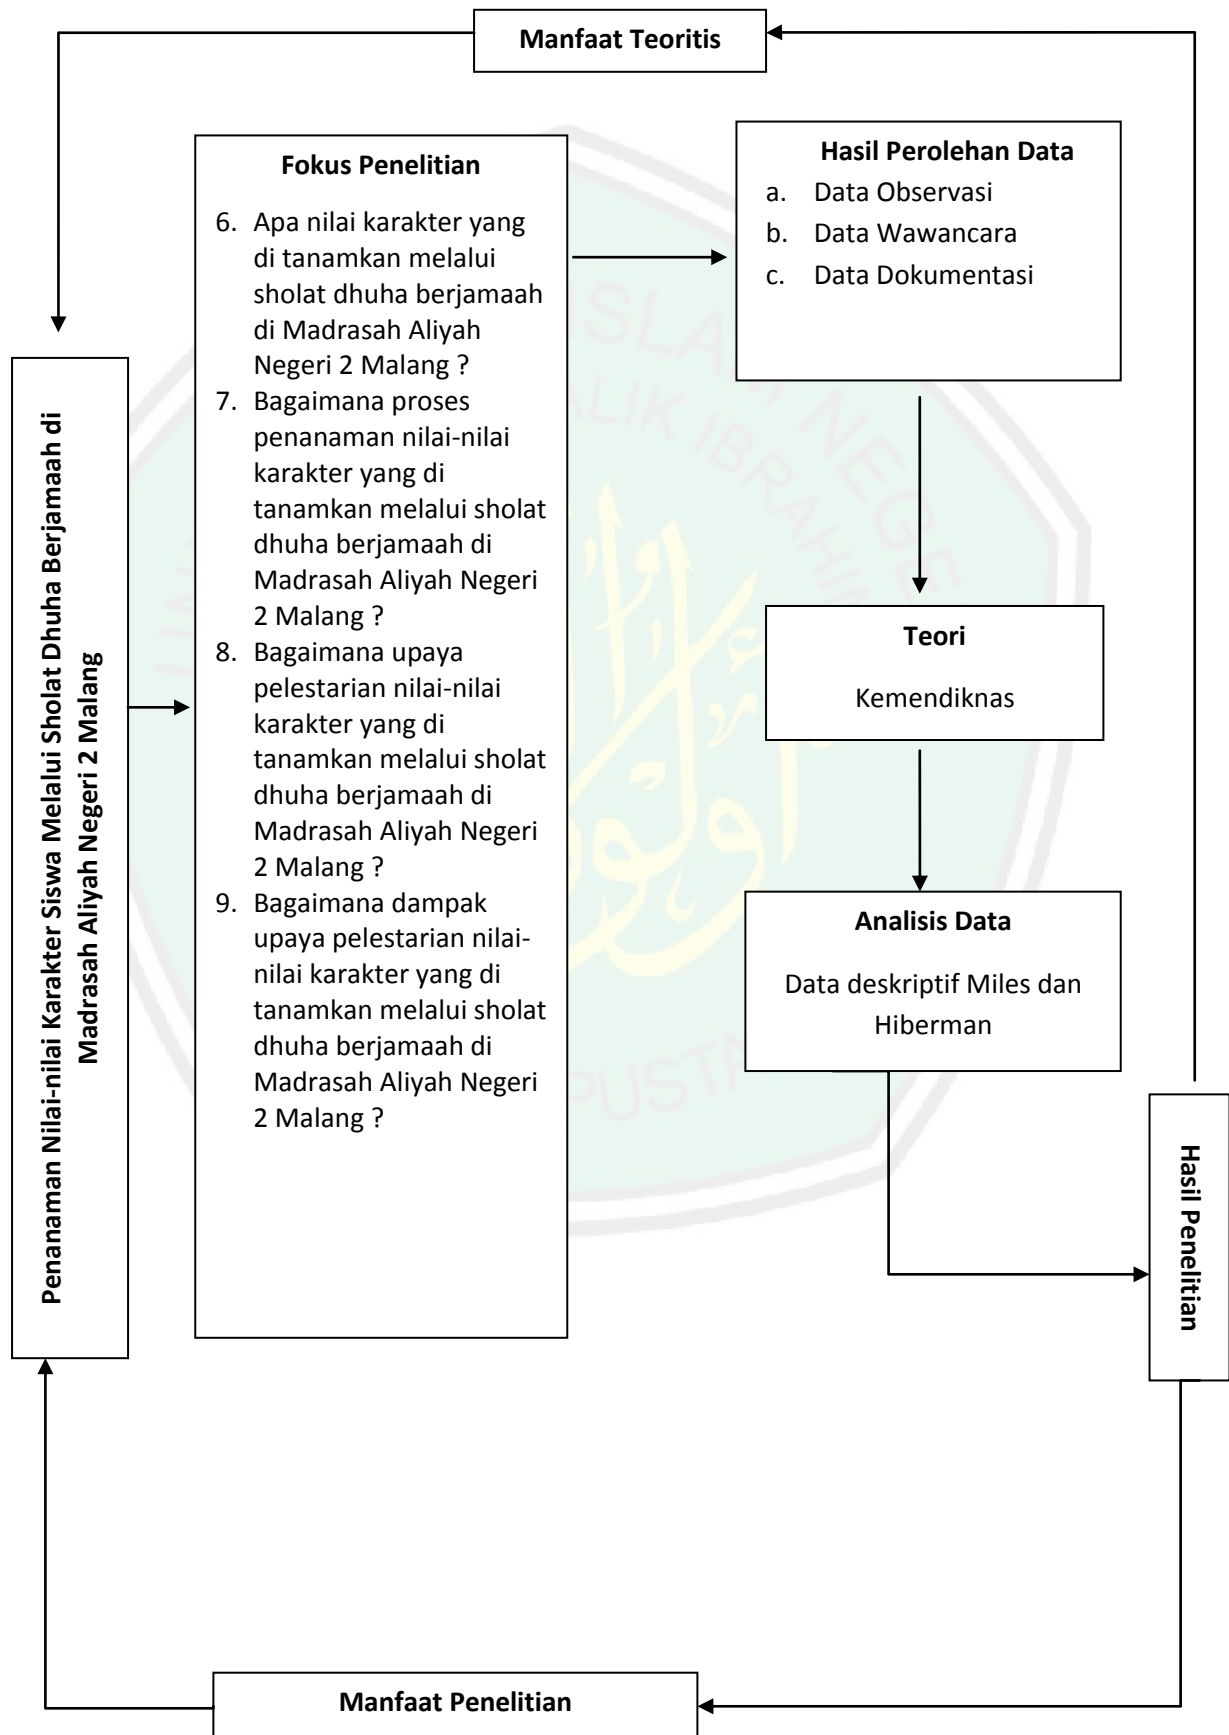 Manfaat Teoritis
Penanaman Nilai-nilai Karakter Siswa Melalui Sholat Dhuha Berjamaah di
Madrasah Aliyah Negeri 2 Malang
Fokus Penelitian
6. Apa nilai karakter yang
di tanamkan melalui
sholat dhuha berjamaah
di Madrasah Aliyah
Negeri 2 Malang ?
7. Bagaimana proses
penanaman nilai-nilai
karakter yang di
tanamkan melalui sholat
dhuha berjamaah di
Madrasah Aliyah Negeri
2 Malang ?
8. Bagaimana upaya
pelestarian nilai-nilai
karakter yang di
tanamkan melalui sholat
dhuha berjamaah di
Madrasah Aliyah Negeri
2 Malang ?
9. Bagaimana dampak
upaya pelestarian nilai-
nilai karakter yang di
tanamkan melalui sholat
dhuha berjamaah di
Madrasah Aliyah Negeri
2 Malang ?
Hasil Perolehan Data
a. Data Observasi
b. Data Wawancara
c. Data Dokumentasi
Teori
Kemendiknas
Analisis Data
Data deskriptif Miles dan
Hiberman
Hasil Penelitian
Manfaat Penelitian